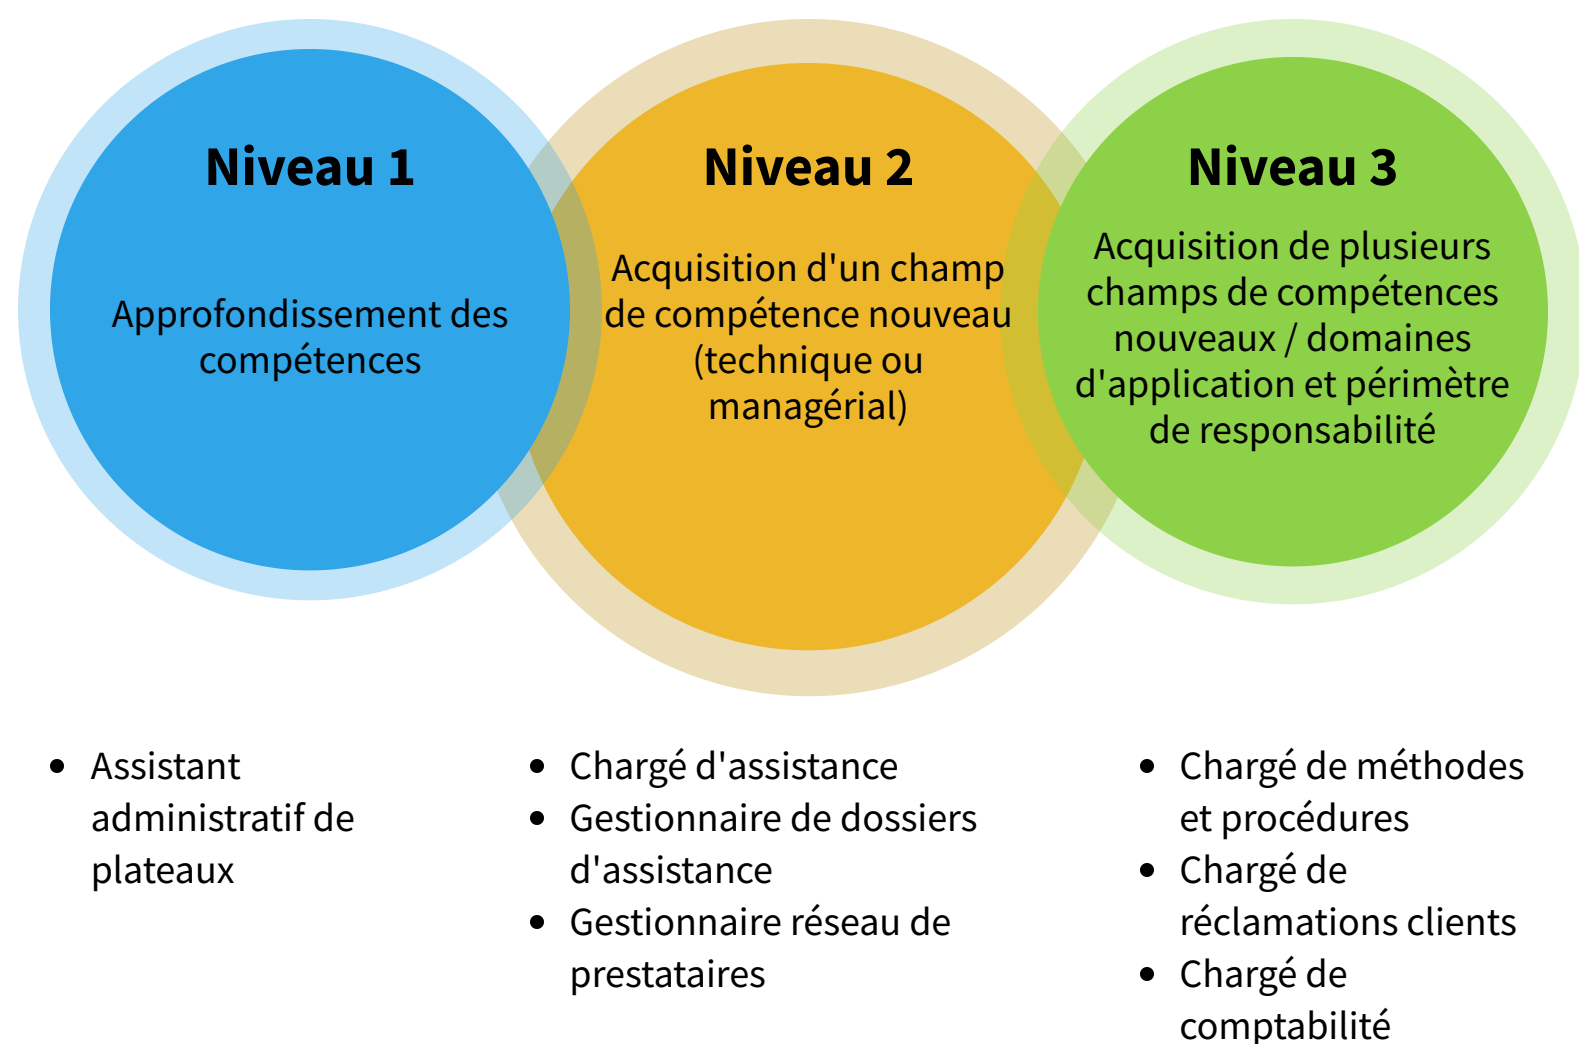 Niveau 1
Approfondissement des
compétences
Niveau 2
Acquisition d'un champ
de compétence nouveau
(technique ou
managérial)
Niveau 3
Acquisition de plusieurs
champs de compétences
nouveaux / domaines
d'application et périmètre
de responsabilité
• Assistant
administratif de
plateaux
• Chargé d'assistance
• Gestionnaire de dossiers
d'assistance
• Gestionnaire réseau de
prestataires
• Chargé de méthodes
et procédures
• Chargé de
réclamations clients
• Chargé de
comptabilité